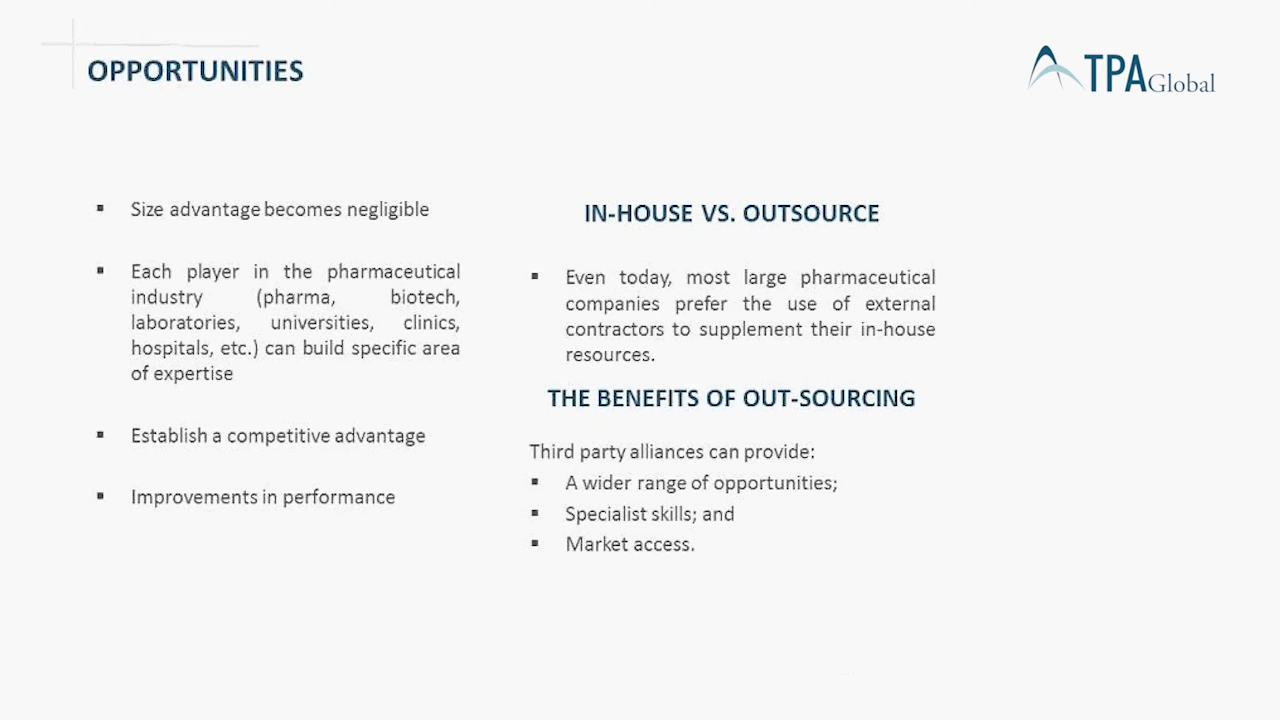 OPPORTUNITIES
TPA Global
▪ Size advantage becomes negligible
▪ Each player in the pharmaceutical
industry (pharma, biotech,
laboratories, universities, clinics,
hospitals, etc.) can build specific area
of expertise
▪ Establish a competitive advantage
▪ Improvements in performance
IN-HOUSE VS. OUTSOURCE
▪ Even today, most large pharmaceutical
companies prefer the use of external
contractors to supplement their in-house
resources.
THE BENEFITS OF OUT-SOURCING
Third party alliances can provide:
▪ A wider range of opportunities;
▪ Specialist skills; and
▪ Market access.